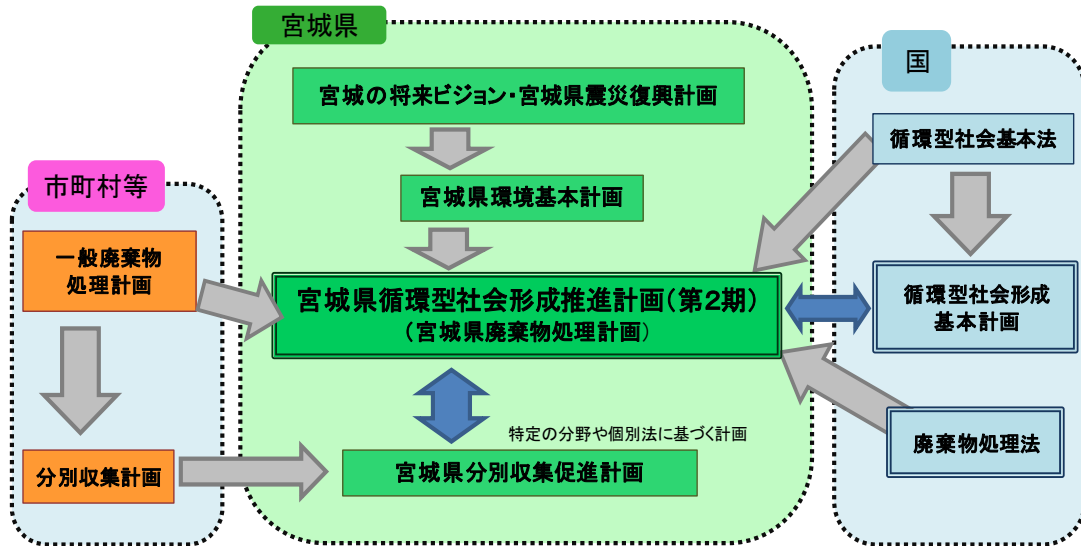 宮城県
宮城の将来ビジョン・宮城県震災復興計画
宮城県環境基本計画
宮城県循環型社会形成推進計画(第2期)
(宮城県廃棄物処理計画)
特定の分野や個別法に基づく計画
宮城県分別収集促進計画
市町村等
一般廃棄物
処理計画
分別収集計画
国
循環型社会基本法
循環型社会形成
基本計画
廃棄物処理法